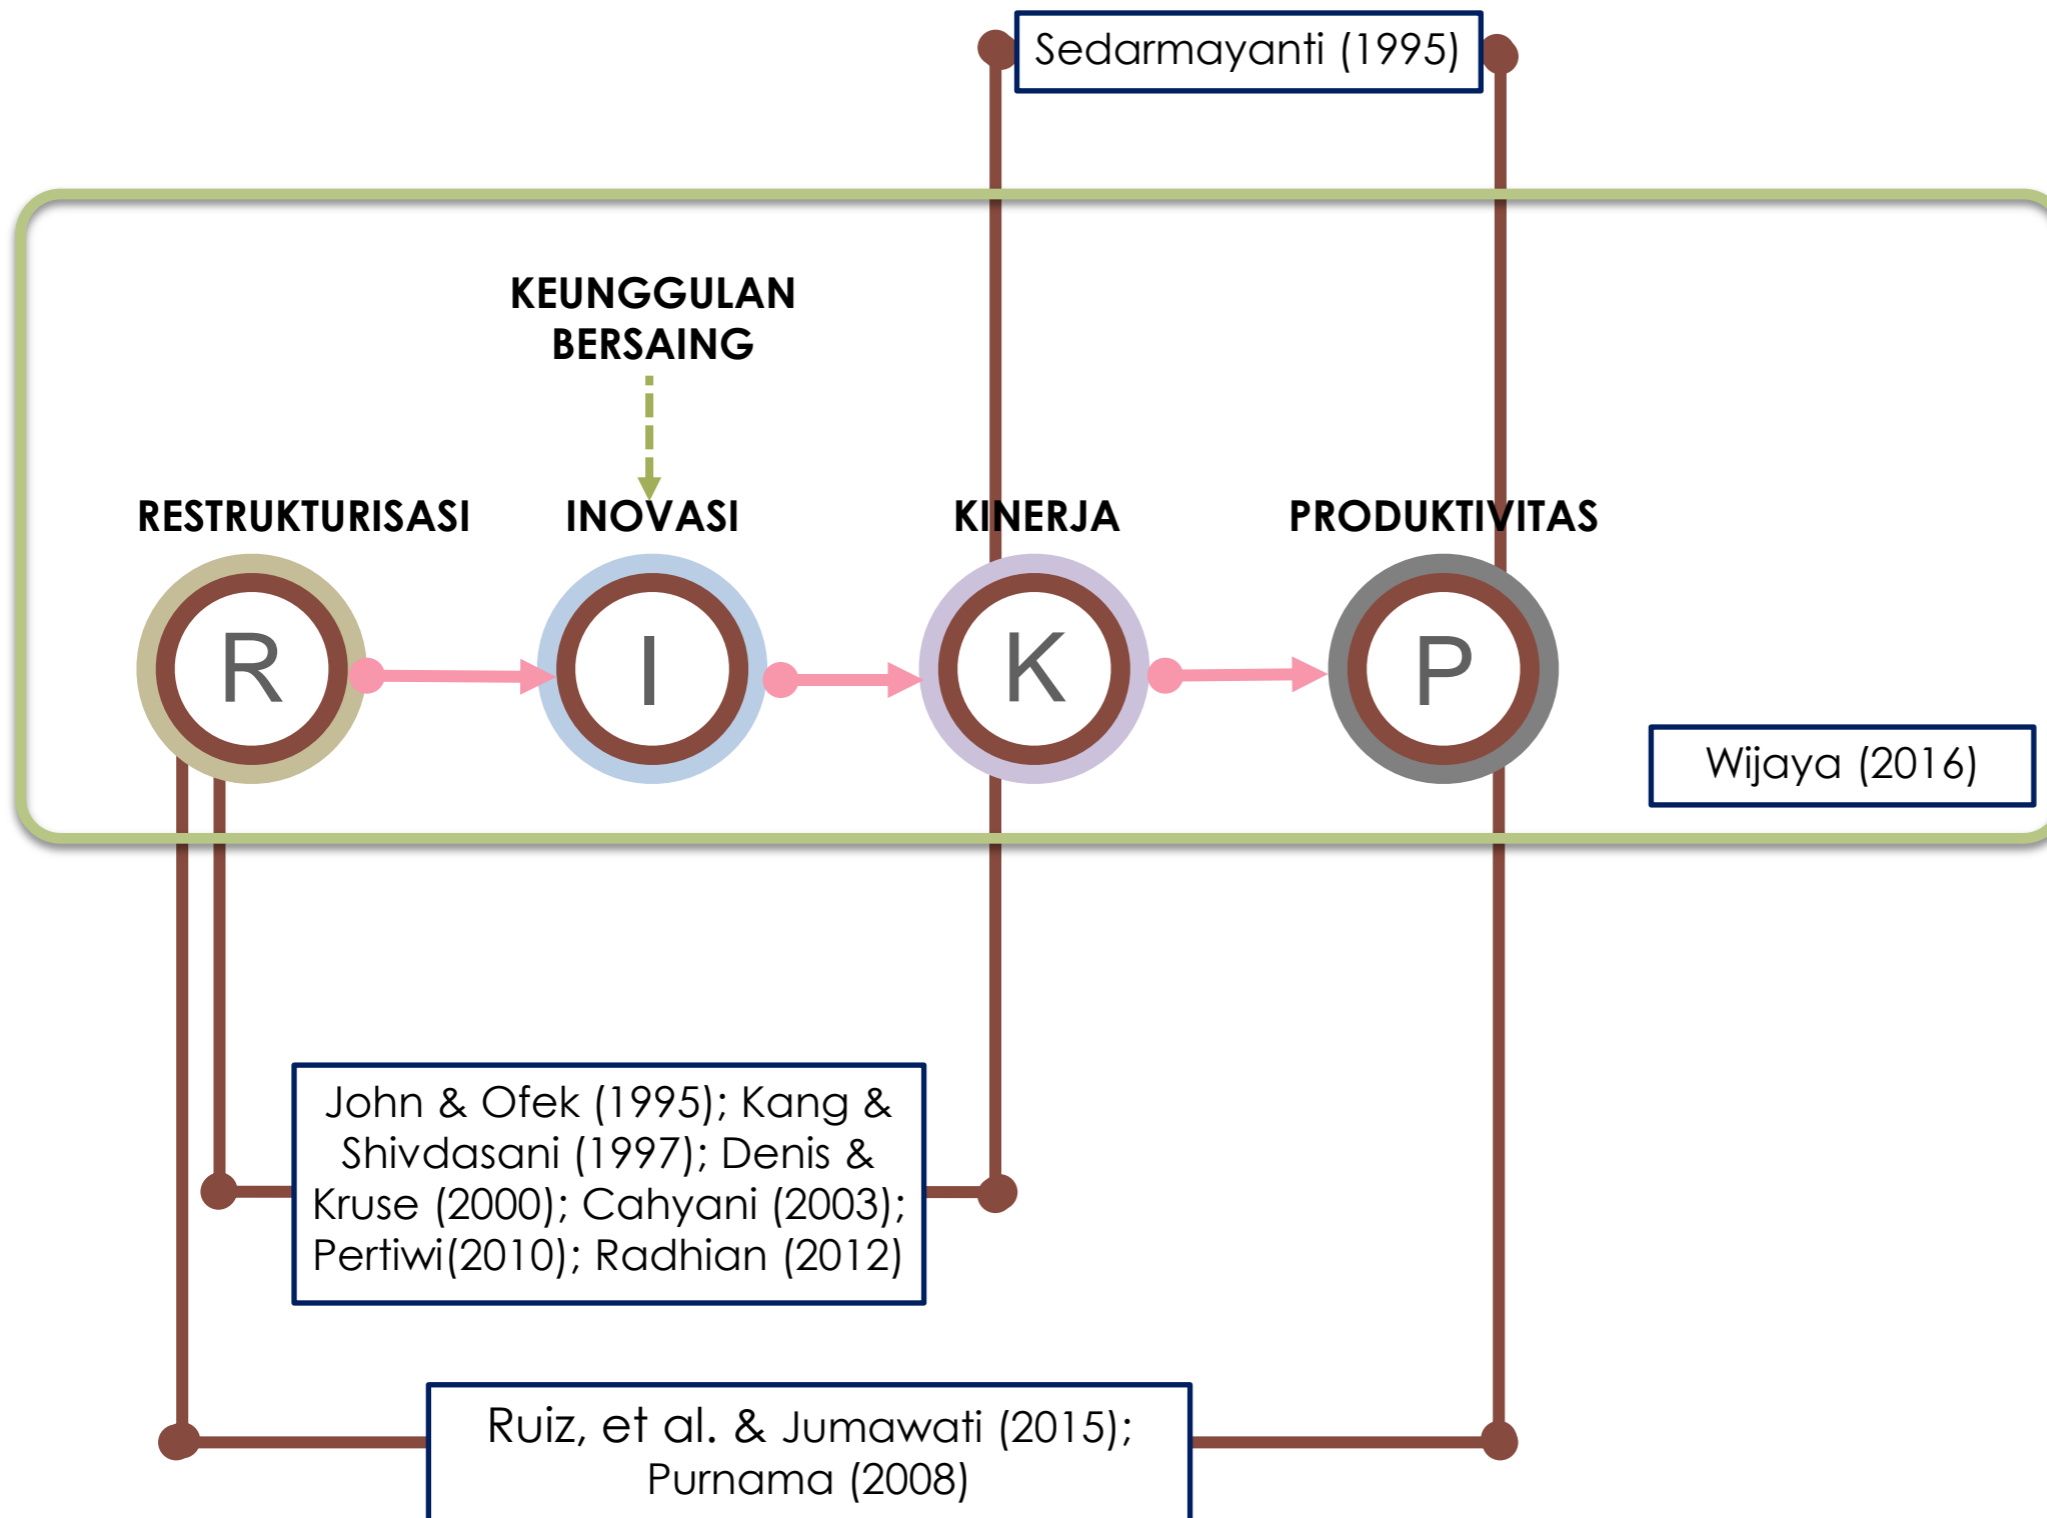 Sedarmayanti (1995)
KEUNGGULAN
BERSAING
RESTRUKTURISASI
INOVASI
KINERJA
PRODUKTIVITAS
R
I
K
P
Wijaya (2016)
John & Ofek (1995); Kang &
Shivdasani (1997); Denis &
Kruse (2000); Cahyani (2003);
Pertiwi(2010); Radhian (2012)
Ruiz, et al. & Jumawati (2015);
Purnama (2008)